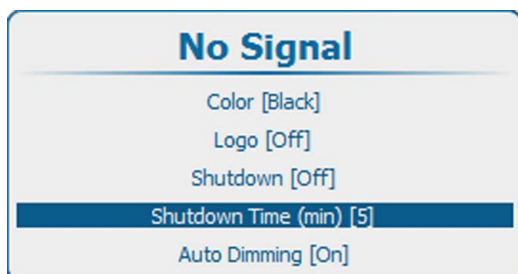 No Signal
Color [Black]
Logo [Off]
Shutdown [Off]
Shutdown Time (min) [5]
Auto Dimming [On]